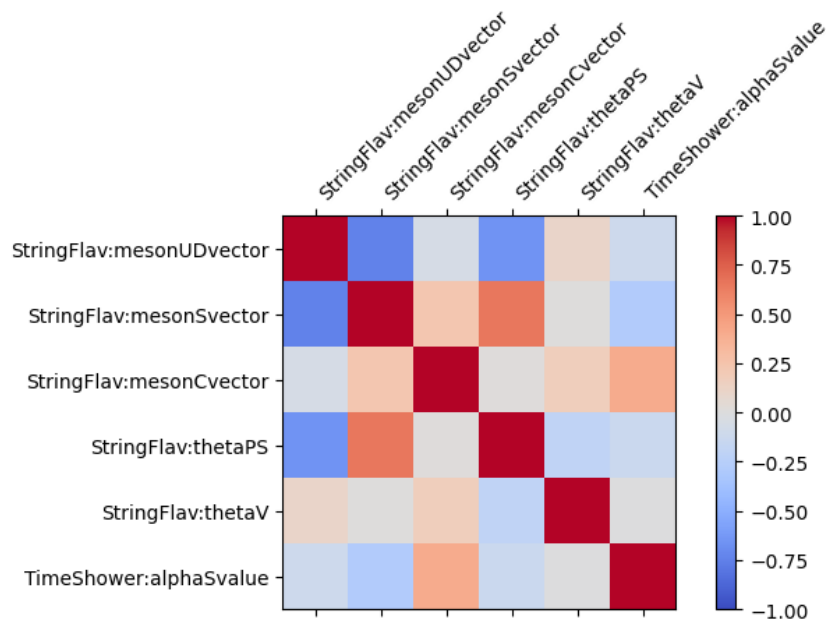 StringFlav:mesonUDvector
StringFlav:mesonSvector
StringFlav:mesonCvector
StringFlav:thetaPS
StringFlav:thetaV
TimeShower:alphaSvalue
StringFlav:mesonUDvector
StringFlav:mesonSvector
StringFlav:mesonCvector
StringFlav:thetaPS
StringFlav:thetaV
TimeShower:alphaSvalue
1.00
0.75
0.50
0.25
0.00
−0.25
−0.50
−0.75
−1.00